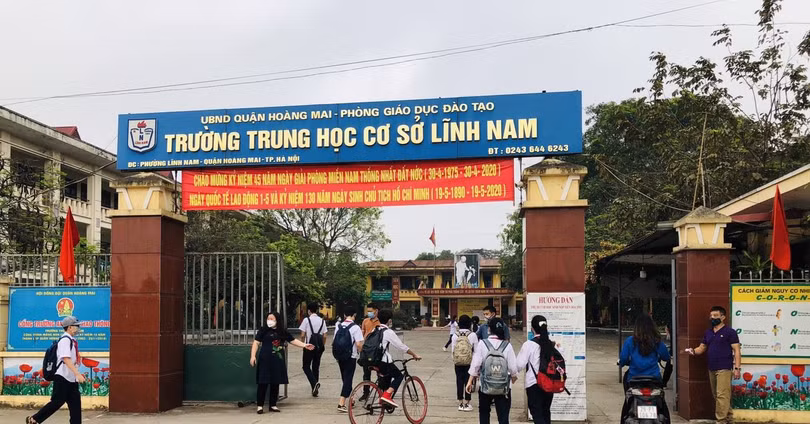 UBND QUẬN HOÀNG MAI - PHÒNG GIÁO DỤC ĐÀO TẠO
TRƯỜNG TRUNG HỌC CƠ SỞ LĨNH NAM
ĐC: PHƯỜNG LĨNH NAM - QUẬN HOÀNG MAI - TP. HÀ NỘI
ĐT : 0243 644 6243
CHÀO MỪNG KỶ NIỆM 45 NĂM NGÀY GIẢI PHÓNG MIỀN NAM THỐNG NHẤT ĐẤT NƯỚC ( 30-4-1975 - 30-4- 2020)
NGÀY QUỐC TẾ LAO ĐỘNG 1-5 VÀ KỶ NIỆM 130 NĂM NGÀY SINH CHỦ TỊCH HỒ CHÍ MINH ( 19-5-1890 - 19-5-2020 )
HƯỚNG DẪN
CÁCH GIẢM NGUY CƠ NHI
C-O-R-O-N